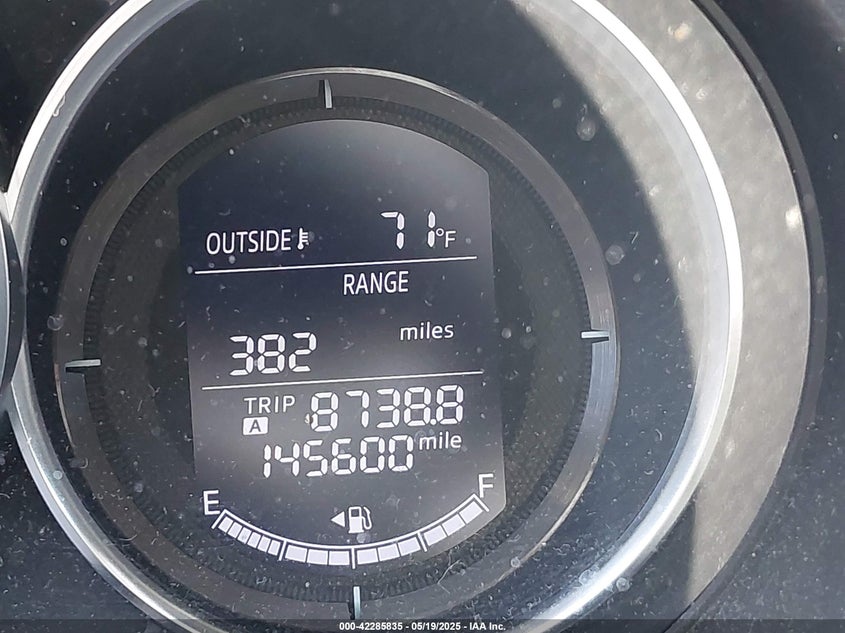 OUTSIDE 71°F
RANGE
382 miles
TRIP A 8738.8
145600 mile
E F
000-42285835 - 05/19/2025 - IAA Inc.